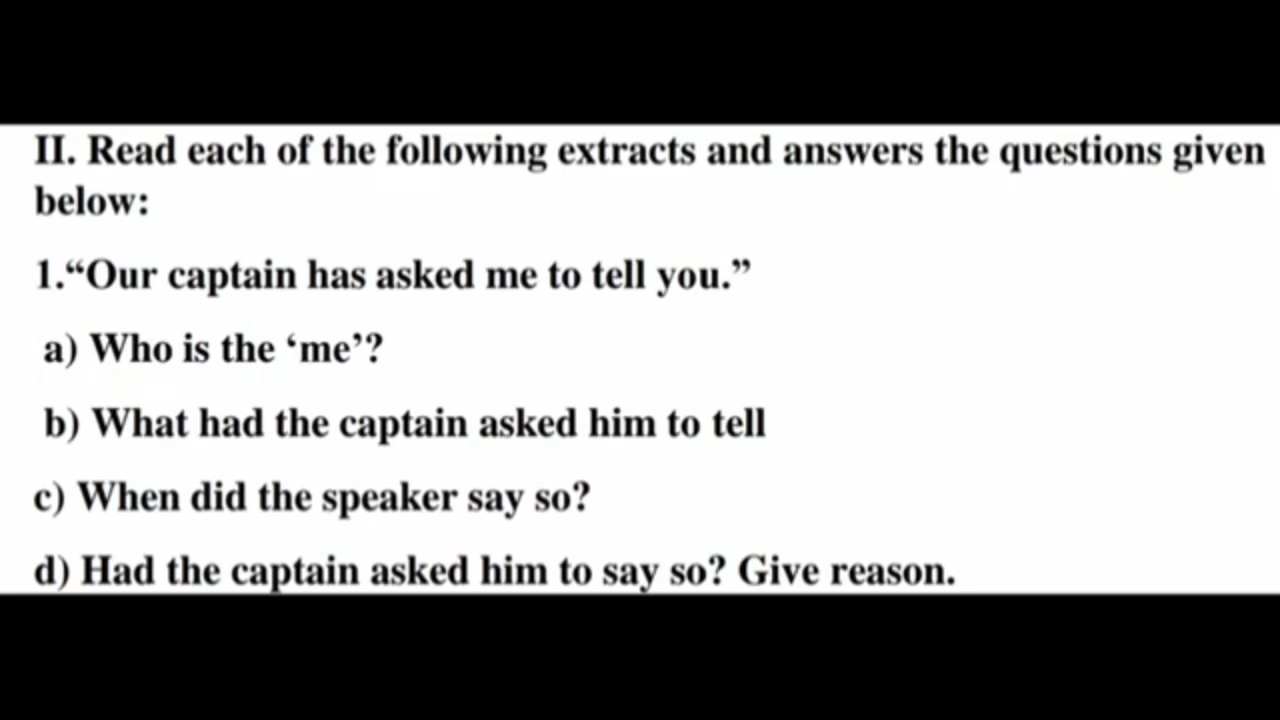 II. Read each of the following extracts and answers the questions given
below:
1.“Our captain has asked me to tell you.”
a) Who is the ‘me’?
b) What had the captain asked him to tell
c) When did the speaker say so?
d) Had the captain asked him to say so? Give reason.